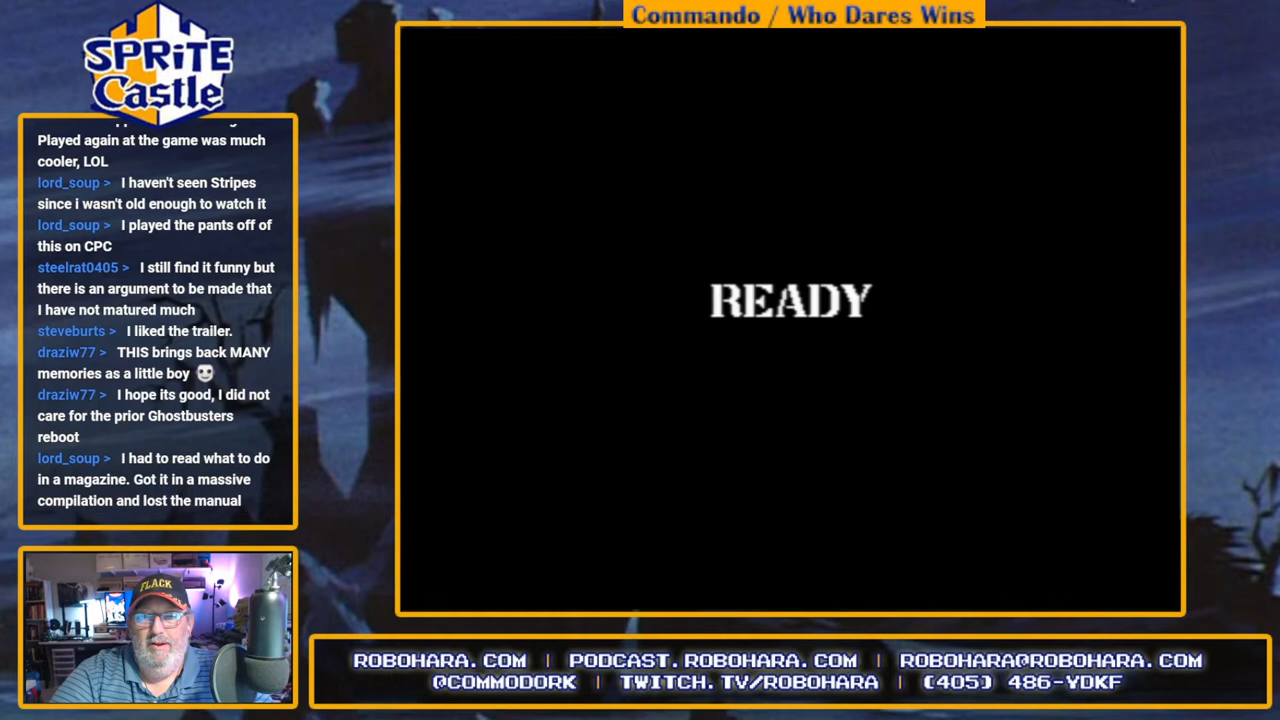 Commando / Who Dares Wins
SPRiTE
Castle
Played again at the game was much
cooler, LOL
lord_soup > I haven't seen Stripes
since i wasn't old enough to watch it
lord_soup > I played the pants off of
this on CPC
steelrat0405 > I still find it funny but
there is an argument to be made that
I have not matured much
steveburts > I liked the trailer.
draziw77 > THIS brings back MANY
memories as a little boy
draziw77 > I hope its good, I did not
care for the prior Ghostbusters
reboot
lord_soup > I had to read what to do
in a magazine. Got it in a massive
compilation and lost the manual
READY
FLACK
ROBOHARA.COM | PODCAST.ROBOHARA.COM | ROBOHARA@ROBOHARA.COM
@COMMODORK | TWITCH.TV/ROBOHARA | (405) 486-YDKF